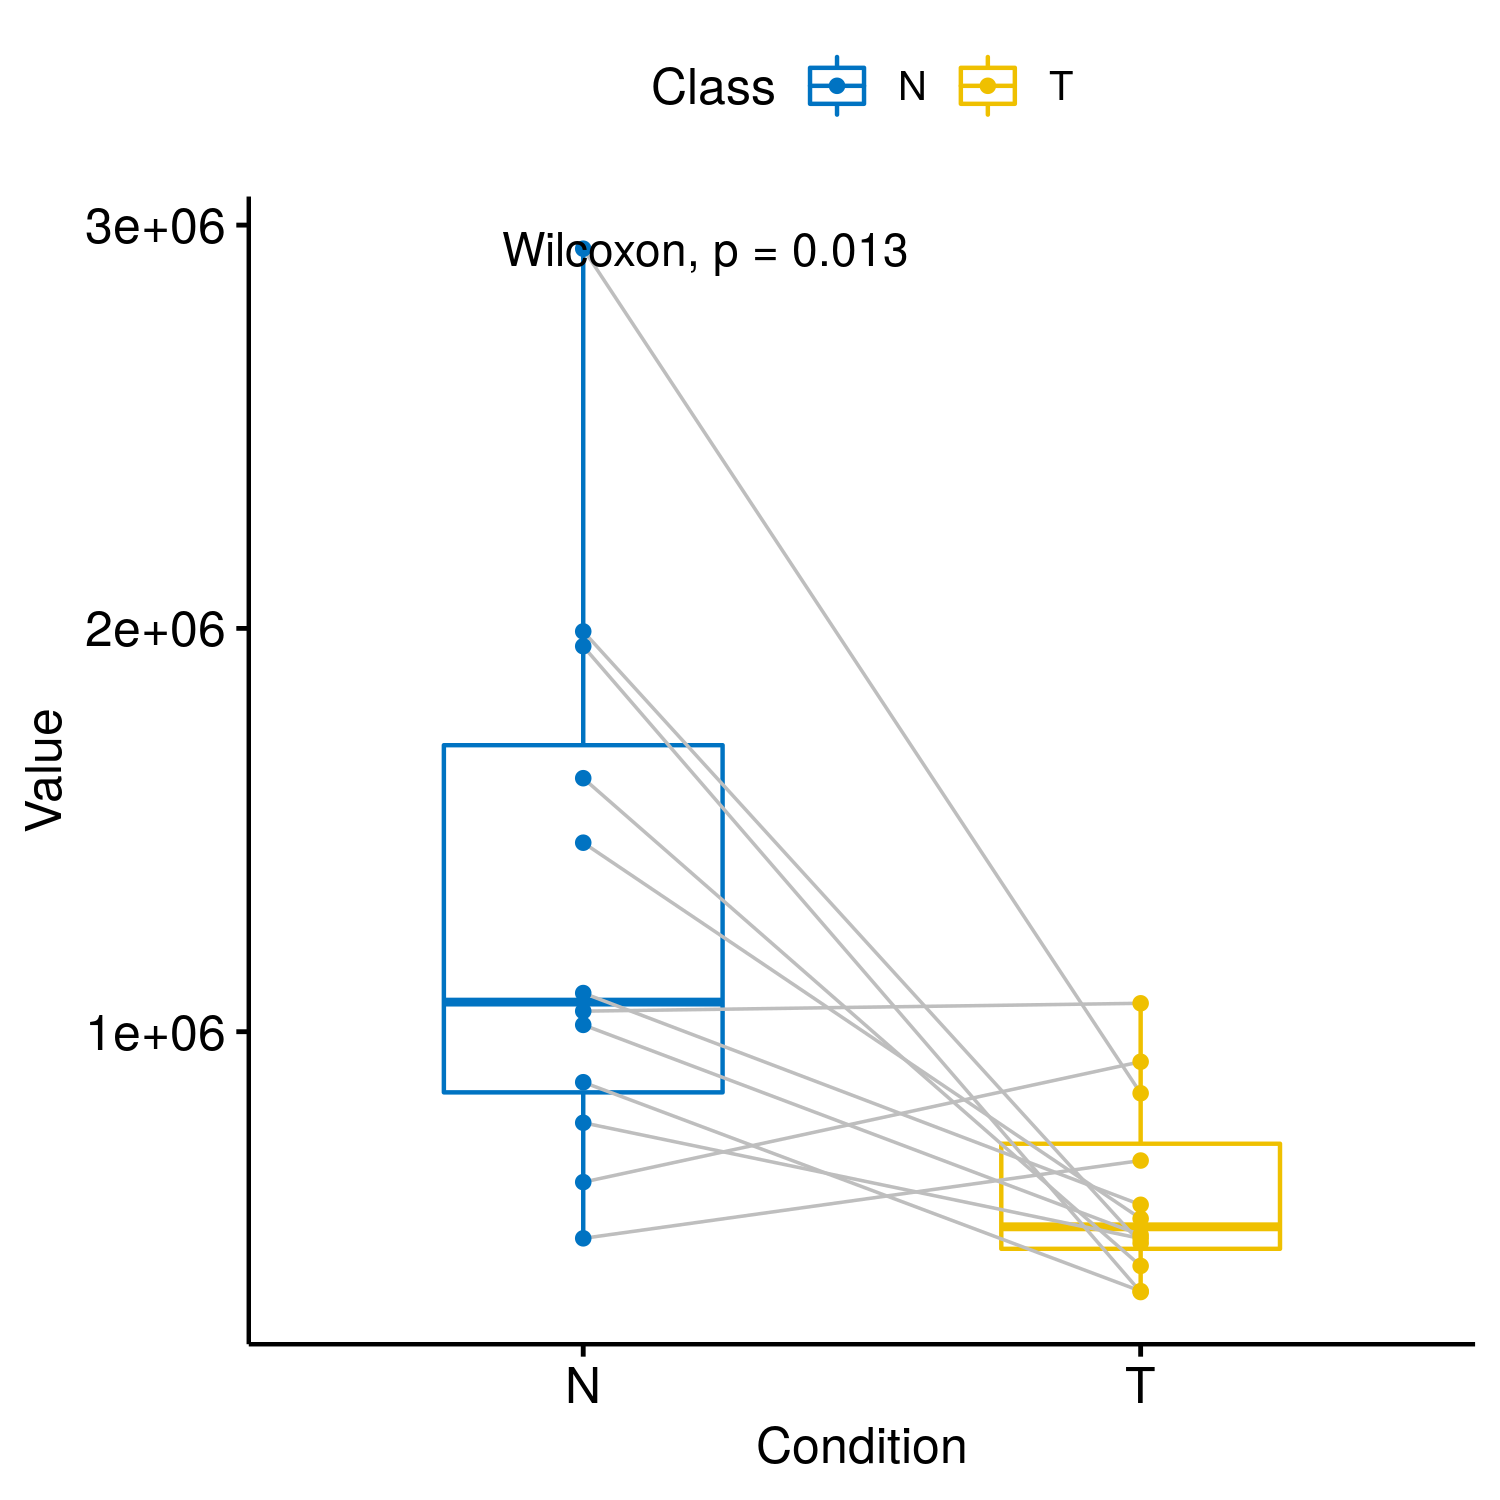 Class N T
3e+06
Wilcoxon, p = 0.013
2e+06
1e+06
Value
N T
Condition